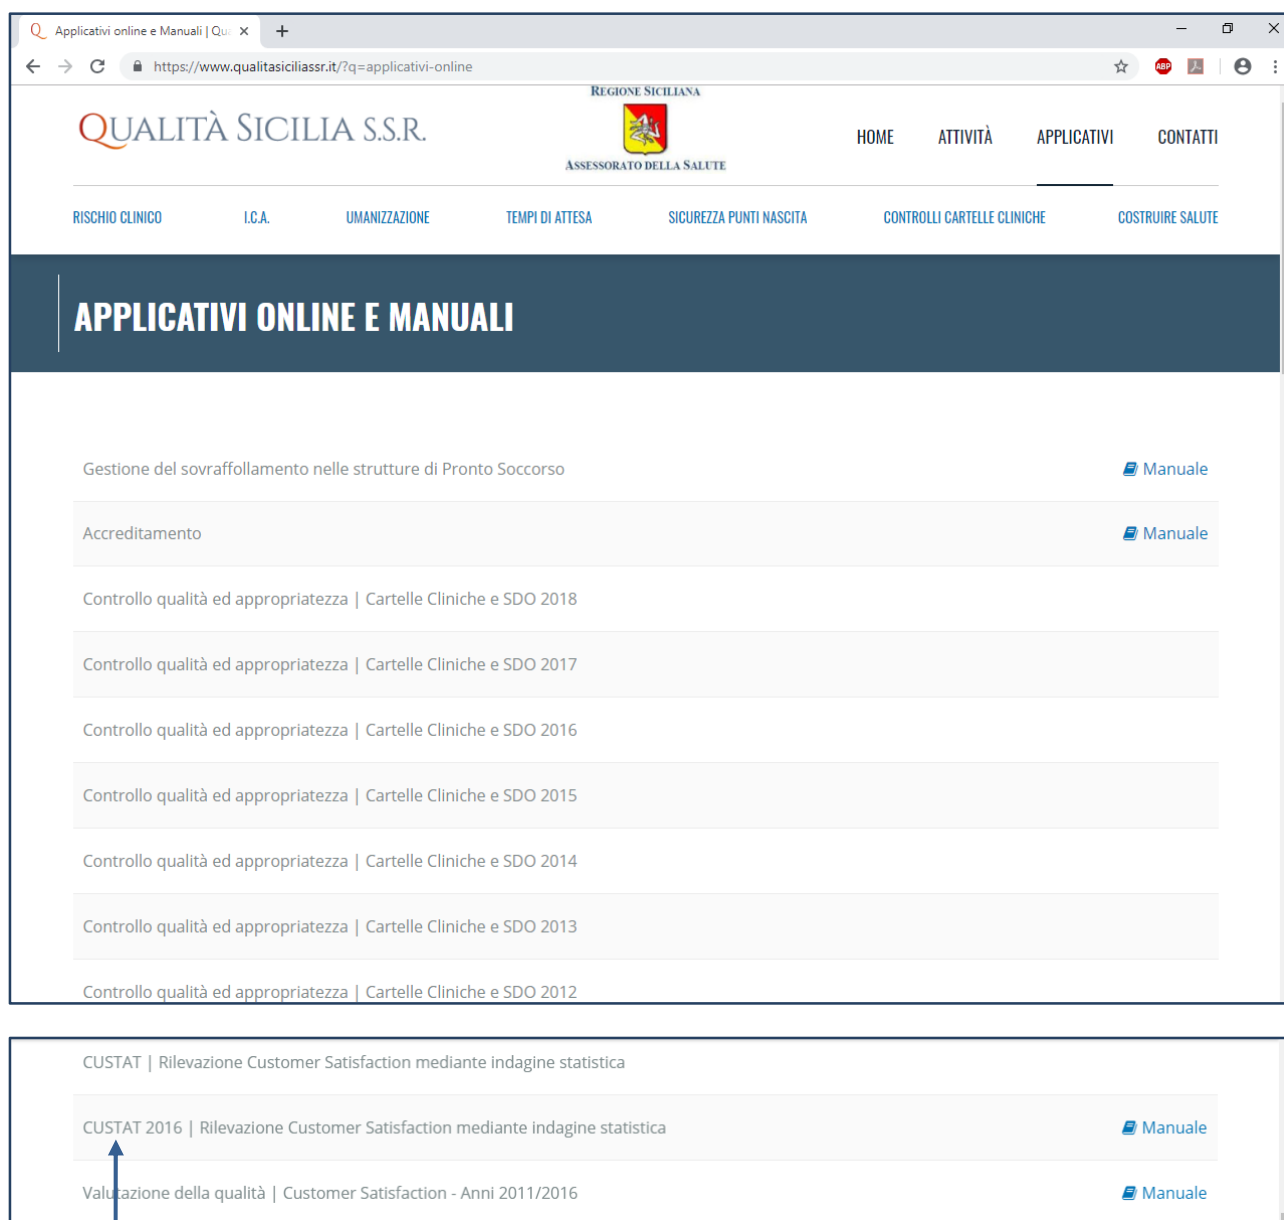 Applicativi online e Manuali | Qu
https://www.qualitasiciliassr.it/?q=applicativi-online
ABP
QUALITÀ SICILIA S.S.R.
REGIONE SICILIANA
ASSESSORATO DELLA SALUTE
HOME ATTIVITÀ APPLICATIVI CONTATTI
RISCHIO CLINICO I.C.A. UMANIZZAZIONE TEMPI DI ATTESA SICUREZZA PUNTI NASCITA CONTROLLI CARTELLE CLINICHE COSTRUIRE SALUTE
APPLICATIVI ONLINE E MANUALI
Gestione del sovraffollamento nelle strutture di Pronto Soccorso Manuale
Accreditamento Manuale
Controllo qualità ed appropriatezza | Cartelle Cliniche e SDO 2018
Controllo qualità ed appropriatezza | Cartelle Cliniche e SDO 2017
Controllo qualità ed appropriatezza | Cartelle Cliniche e SDO 2016
Controllo qualità ed appropriatezza | Cartelle Cliniche e SDO 2015
Controllo qualità ed appropriatezza | Cartelle Cliniche e SDO 2014
Controllo qualità ed appropriatezza | Cartelle Cliniche e SDO 2013
Controllo qualità ed appropriatezza | Cartelle Cliniche e SDO 2012
CUSTAT | Rilevazione Customer Satisfaction mediante indagine statistica
CUSTAT 2016 | Rilevazione Customer Satisfaction mediante indagine statistica Manuale
Valutazione della qualità | Customer Satisfaction - Anni 2011/2016 Manuale